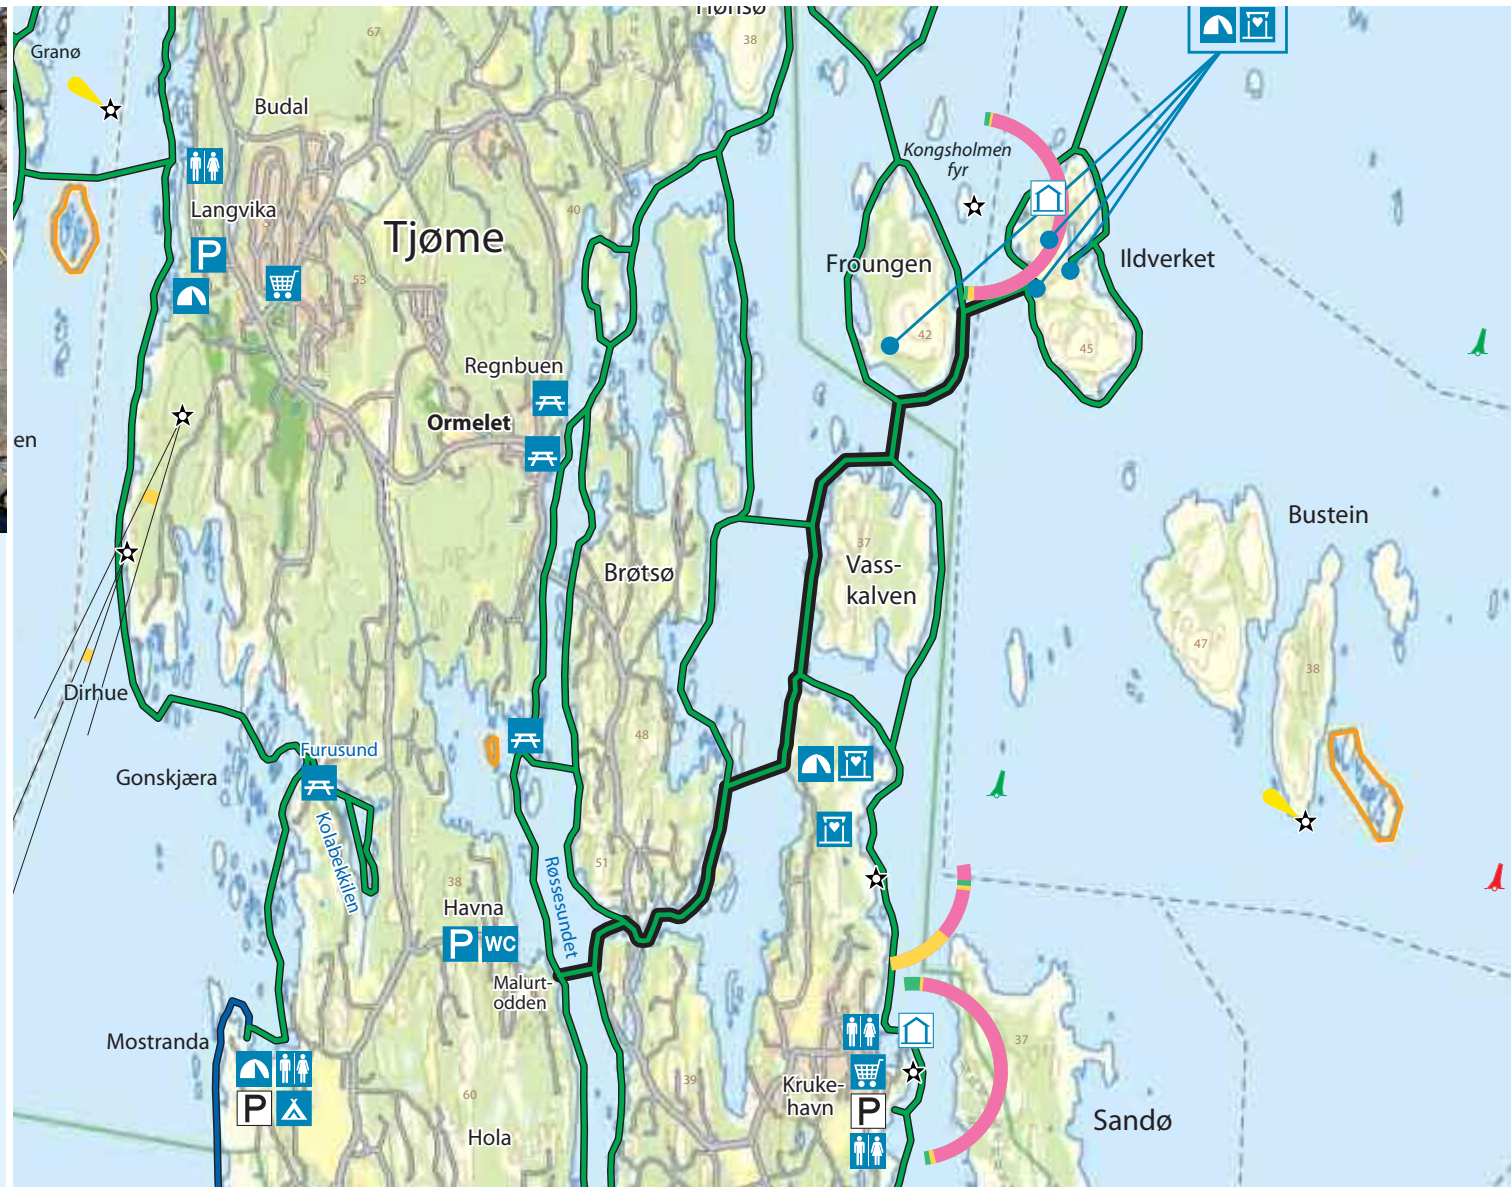 38
67
Granø
Budal
Kongsholmen
fyr
Langvika
40
Tjøme
P
Froungen
Ildverket
53
42
45
Regnbuen
Ormelet
en
Bustein
37
Vass-
kalven
Brøtsø
47
38
Dirhue
48
Furusund
Gonskjæra
Kolabekkilen
51
Røssesundet
38
Havna
P WC
Malurt-
odden
Mostranda
37
39
Kruke-
havn
P
P
60
Sandø
Hola